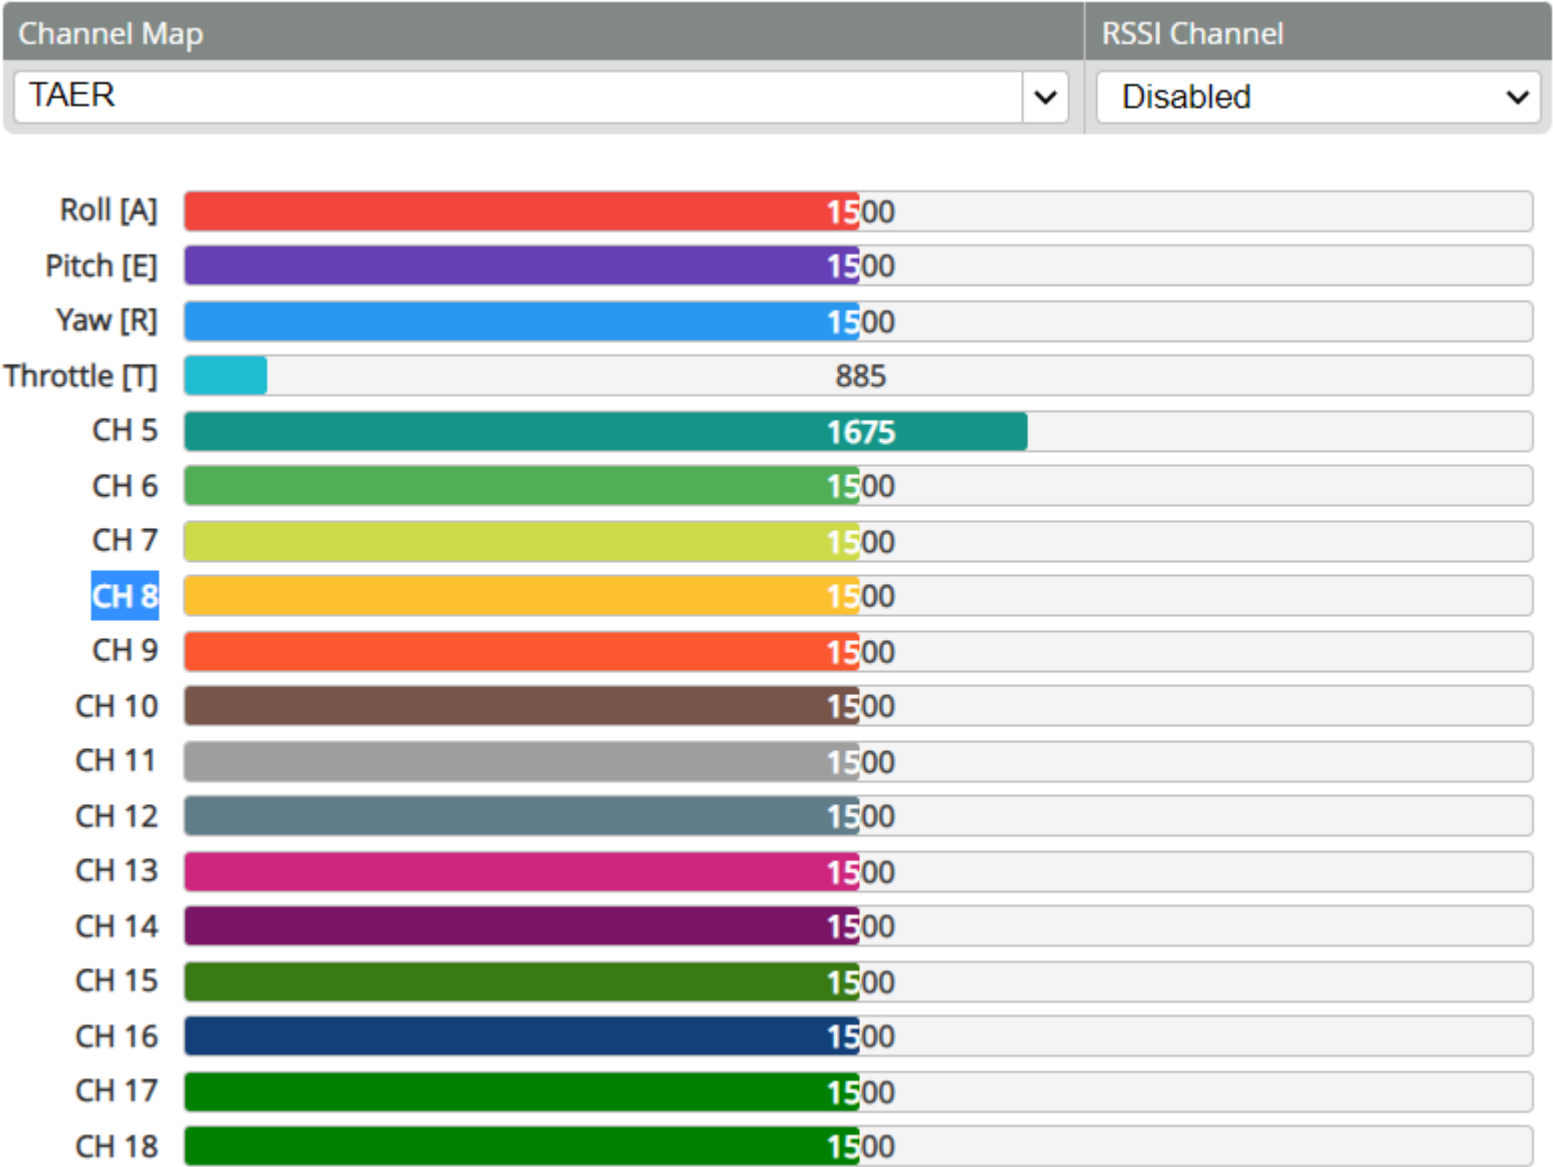 Channel Map RSSI Channel
TAER Disabled
Roll [A] 1500
Pitch [E] 1500
Yaw [R] 1500
Throttle [T] 885
CH 5 1675
CH 6 1500
CH 7 1500
CH 8 1500
CH 9 1500
CH 10 1500
CH 11 1500
CH 12 1500
CH 13 1500
CH 14 1500
CH 15 1500
CH 16 1500
CH 17 1500
CH 18 1500